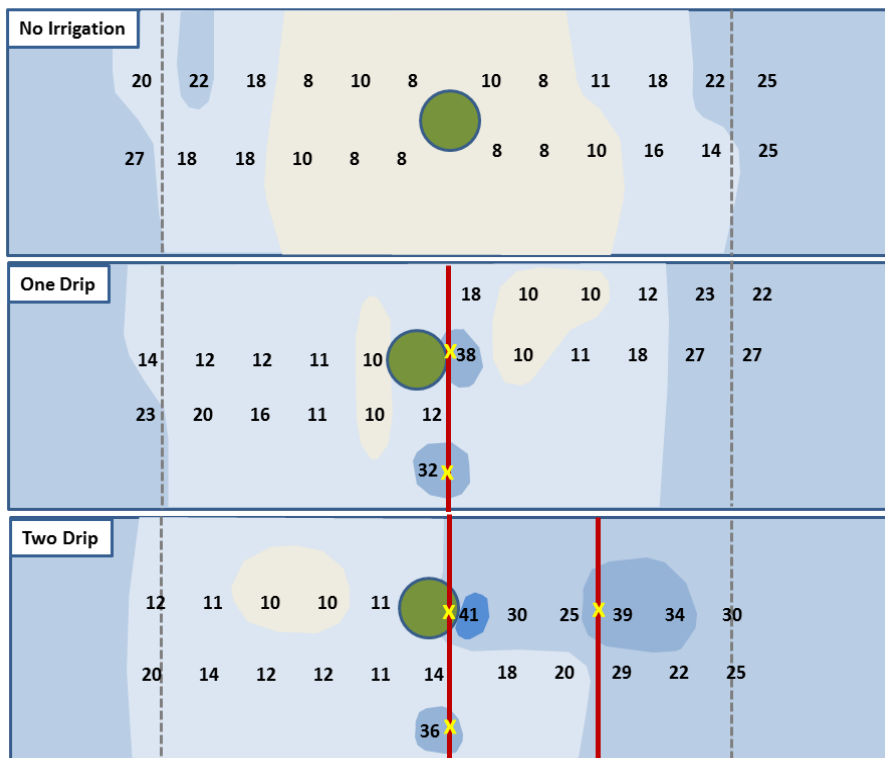 No Irrigation
20 22 18 8 10 8 10 8 11 18 22 25
27 18 18 10 8 8 8 8 10 16 14 25
One Drip
18 10 10 12 23 22
14 12 12 11 10 X 38 10 11 18 27 27
23 20 16 11 10 12
32 X
Two Drip
12 11 10 10 11 X 41 30 25 X 39 34 30
20 14 12 12 11 14 18 20 29 22 25
36 X